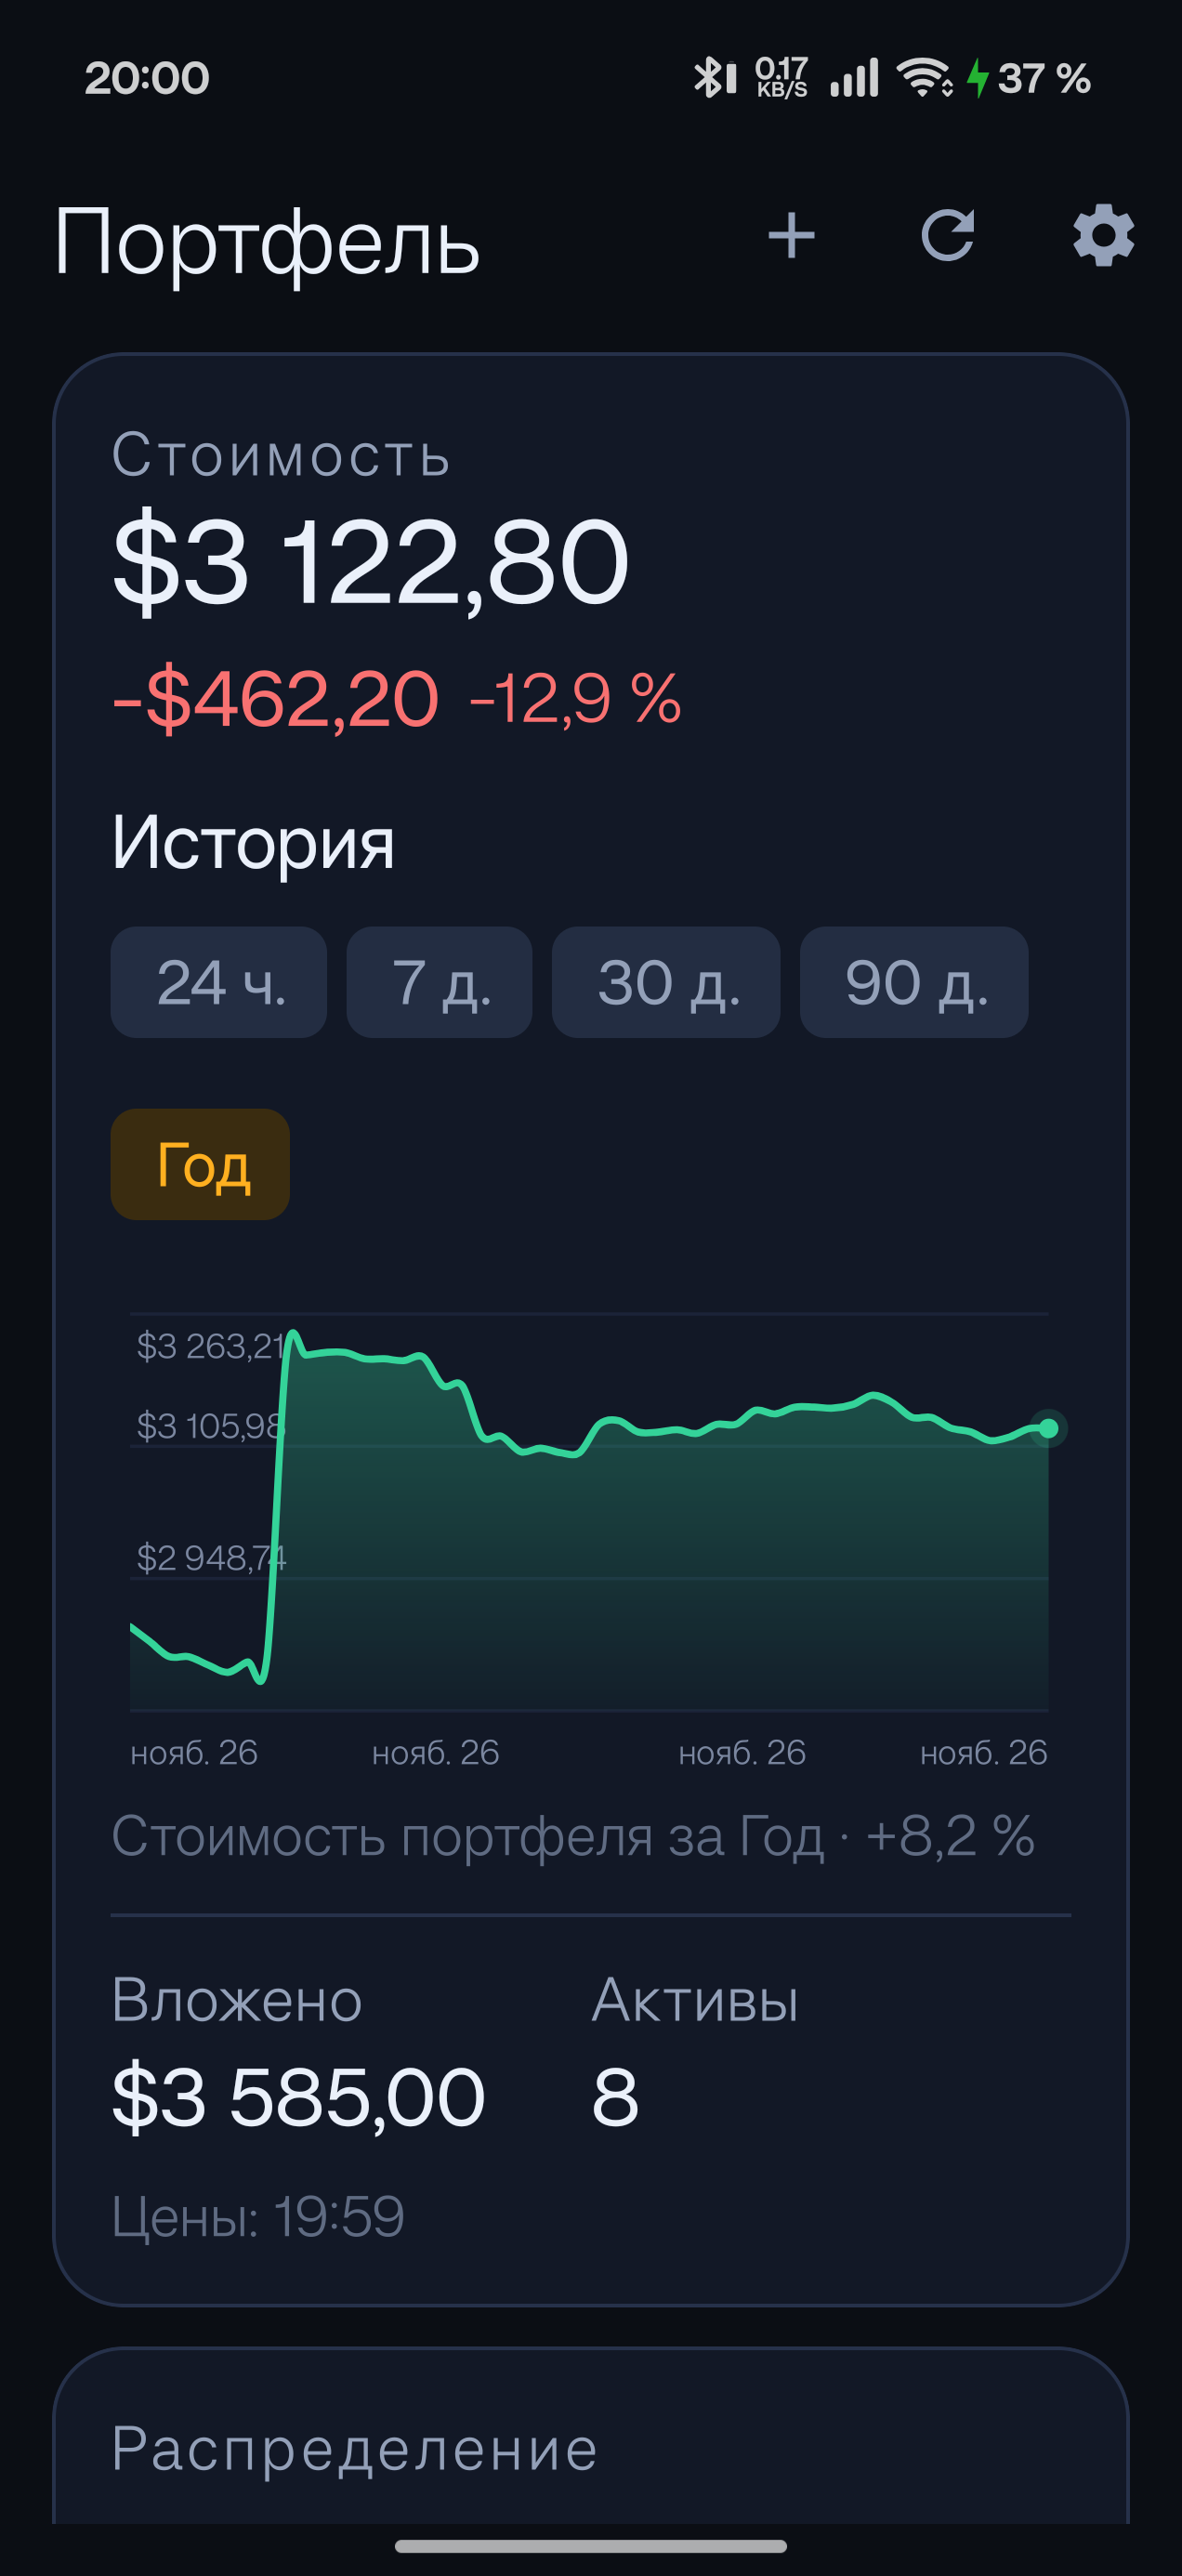 20:00
0.17 KB/S
37 %
Портфель
Стоимость
$3 122,80
-$462,20 -12,9 %
История
24 ч. 7 д. 30 д. 90 д.
Год
$3 263,21
$3 105,98
$2 948,74
нояб. 26 нояб. 26 нояб. 26 нояб. 26
Стоимость портфеля за Год · +8,2 %
Вложено Активы
$3 585,00 8
Цены: 19:59
Распределение